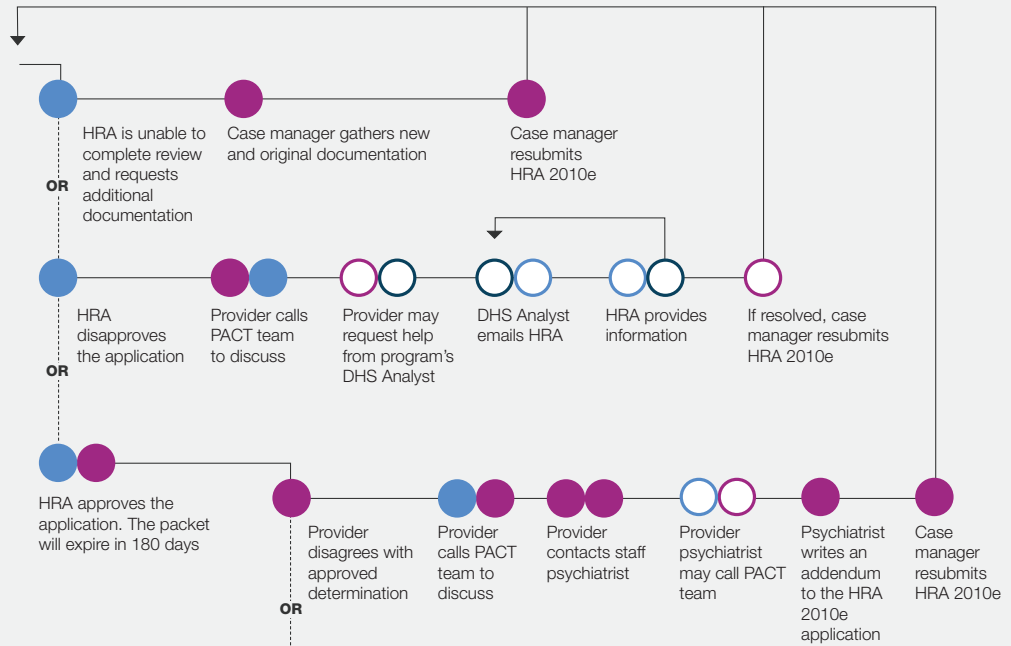 HRA is unable to
complete review
and requests
additional
documentation
Case manager gathers new
and original documentation
Case manager
resubmits
HRA 2010e
OR
HRA
disapproves
the application
Provider calls
PACT team
to discuss
Provider may
request help
from program's
DHS Analyst
DHS Analyst
emails HRA
HRA provides
information
If resolved, case
manager resubmits
HRA 2010e
OR
HRA approves the
application. The packet
will expire in 180 days
Provider
disagrees with
approved
determination
Provider
calls PACT
team to
discuss
Provider
contacts staff
psychiatrist
Provider
psychiatrist
may call PACT
team
Psychiatrist
writes an
addendum
to the HRA
2010e
application
Case
manager
resubmits
HRA 2010e
OR